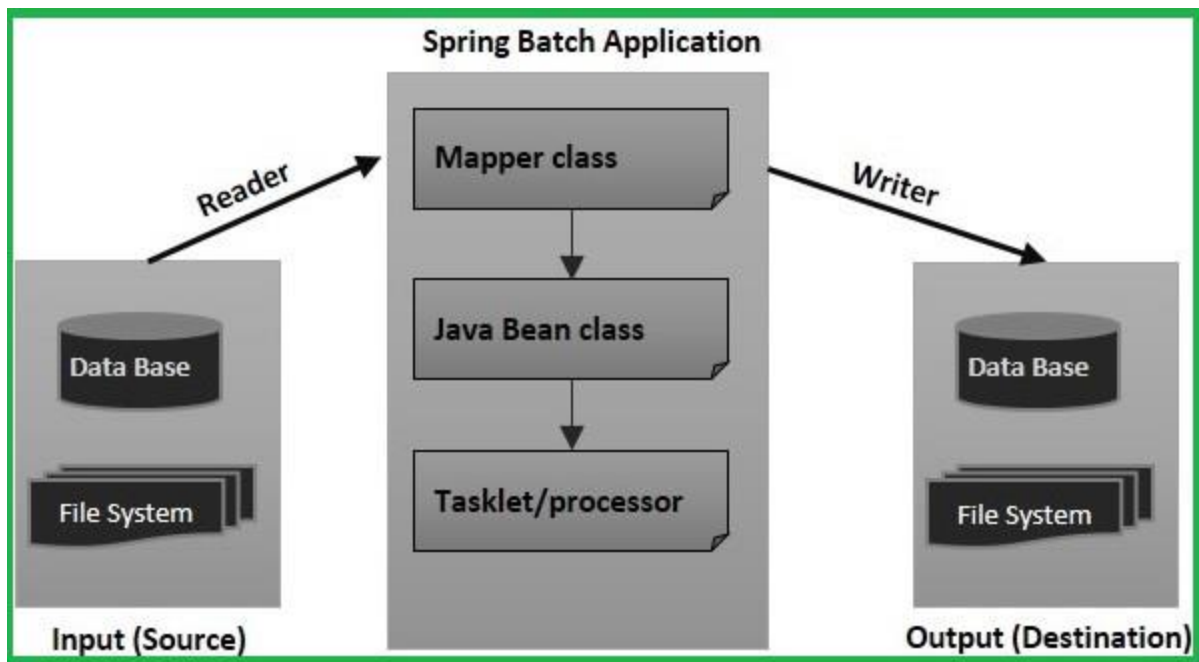 Spring Batch Application
Reader
Mapper class
Writer
Java Bean class
Data Base
Data Base
Tasklet/processor
File System
File System
Input (Source)
Output (Destination)